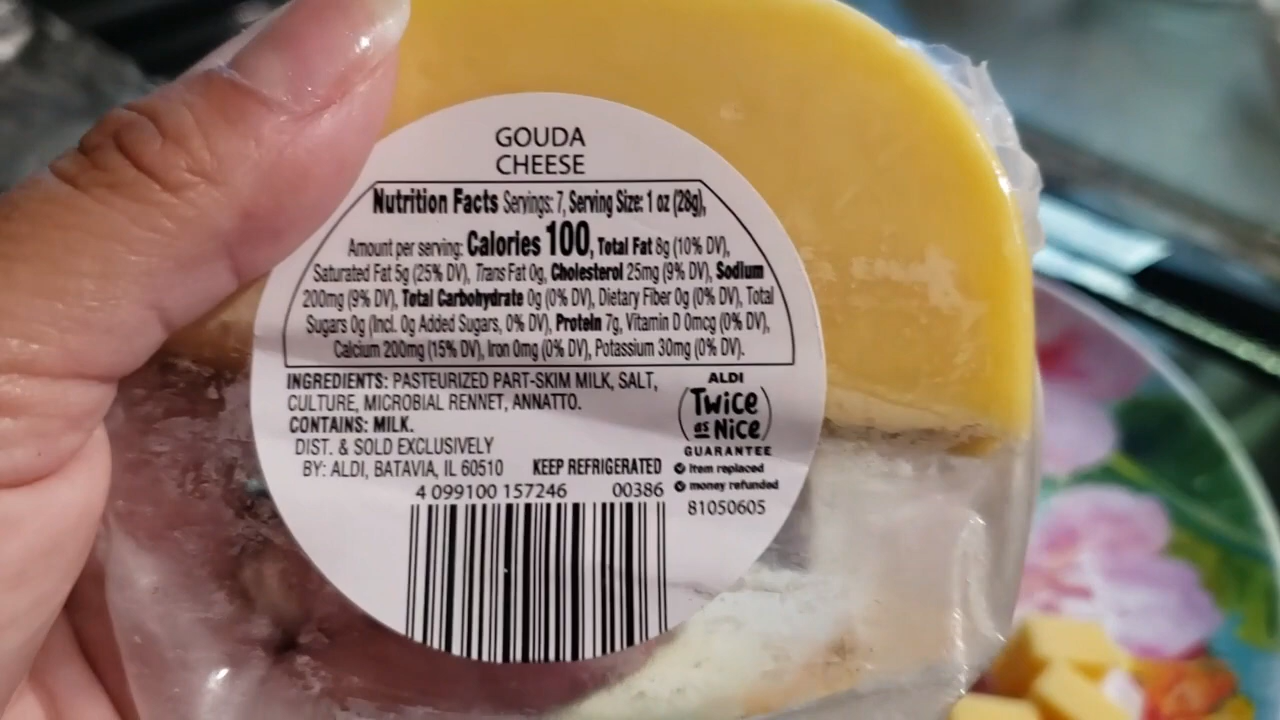 GOUDA
CHEESE
Nutrition Facts Servings: 7, Serving Size: 1 oz (28g),
Amount per serving: Calories 100, Total Fat 8g (10% DV),
Saturated Fat 5g (25% DV), Trans Fat 0g, Cholesterol 25mg (9% DV), Sodium
200mg (9% DV), Total Carbohydrate 0g (0% DV), Dietary Fiber 0g (0% DV), Total
Sugars 0g (Incl. 0g Added Sugars, 0% DV), Protein 7g, Vitamin D 0mcg (0% DV),
Calcium 200mg (15% DV), Iron 0mg (0% DV), Potassium 30mg (0% DV).
INGREDIENTS: PASTEURIZED PART-SKIM MILK, SALT,
CULTURE, MICROBIAL RENNET, ANNATTO.
CONTAINS: MILK.
DIST. & SOLD EXCLUSIVELY
BY: ALDI, BATAVIA, IL 60510 KEEP REFRIGERATED
4 099100 157246 00386
ALDI
Twice
as Nice
GUARANTEE
Item replaced
money refunded
81050605